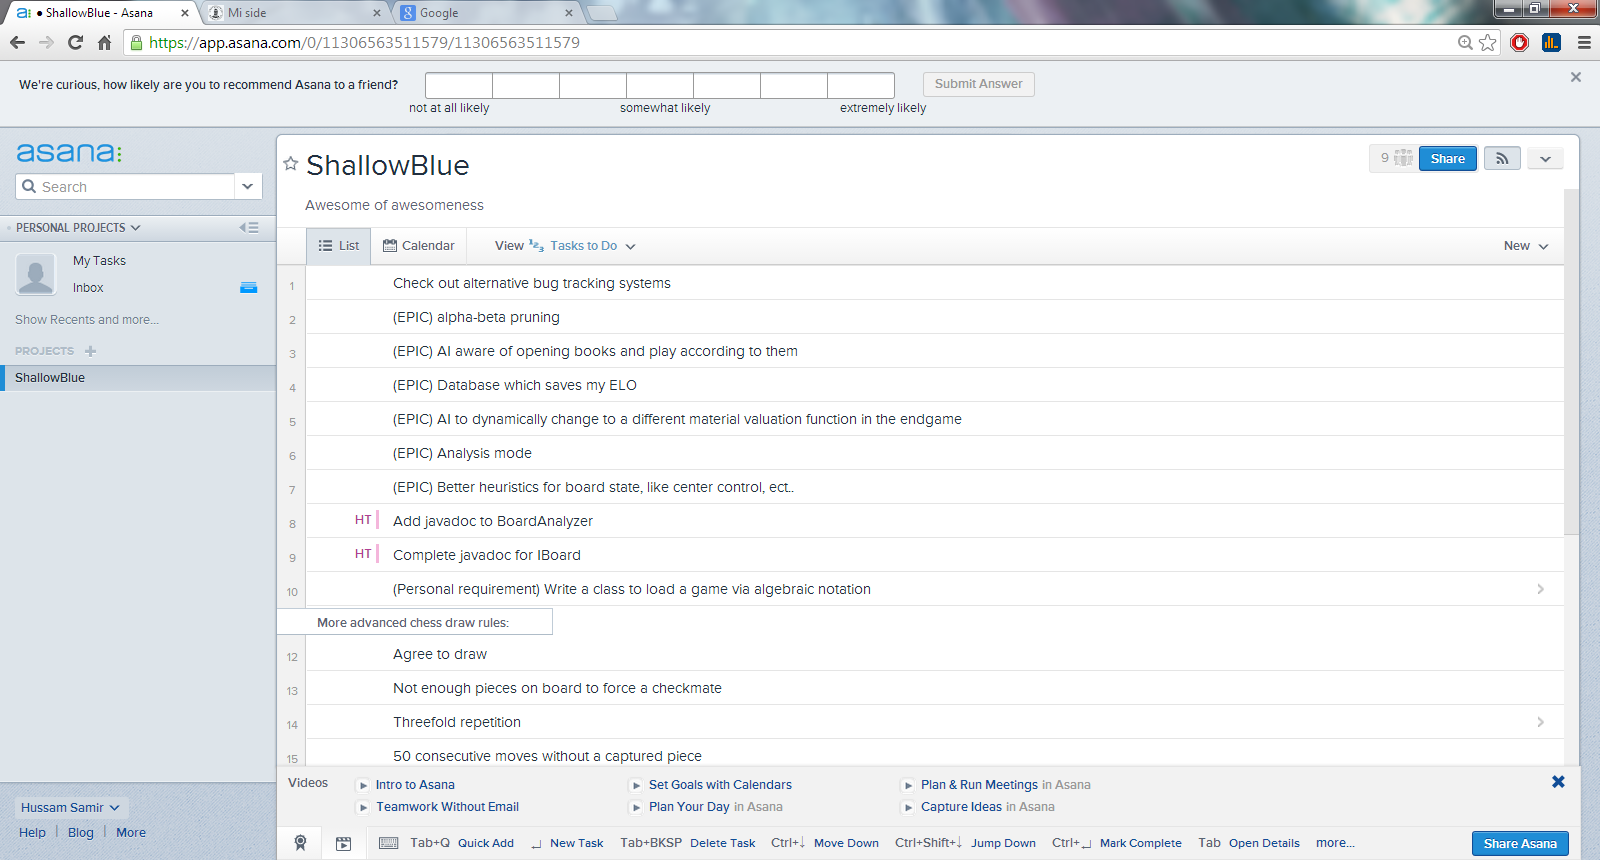 ShallowBlue - Asana
Mi side
Google
https://app.asana.com/0/11306563511579/11306563511579
We're curious, how likely are you to recommend Asana to a friend?
Submit Answer
not at all likely somewhat likely extremely likely
asana:
Search
PERSONAL PROJECTS
My Tasks
Inbox
Show Recents and more...
PROJECTS +
ShallowBlue
Hussam Samir
Help | Blog | More
ShallowBlue
9 Share
Awesome of awesomeness
List Calendar View Tasks to Do New
1 Check out alternative bug tracking systems
2 (EPIC) alpha-beta pruning
3 (EPIC) AI aware of opening books and play according to them
4 (EPIC) Database which saves my ELO
5 (EPIC) AI to dynamically change to a different material valuation function in the endgame
6 (EPIC) Analysis mode
7 (EPIC) Better heuristics for board state, like center control, ect..
8 HT Add javadoc to BoardAnalyzer
9 HT Complete javadoc for IBoard
10 (Personal requirement) Write a class to load a game via algebraic notation
More advanced chess draw rules:
12 Agree to draw
13 Not enough pieces on board to force a checkmate
14 Threefold repetition
15 50 consecutive moves without a captured piece
Videos Intro to Asana Set Goals with Calendars Plan & Run Meetings in Asana
Teamwork Without Email Plan Your Day in Asana Capture Ideas in Asana
Tab+Q Quick Add ↵ New Task Tab+BKSP Delete Task Ctrl+↓ Move Down Ctrl+Shift+↓ Jump Down Ctrl+↵ Mark Complete Tab Open Details more... Share Asana